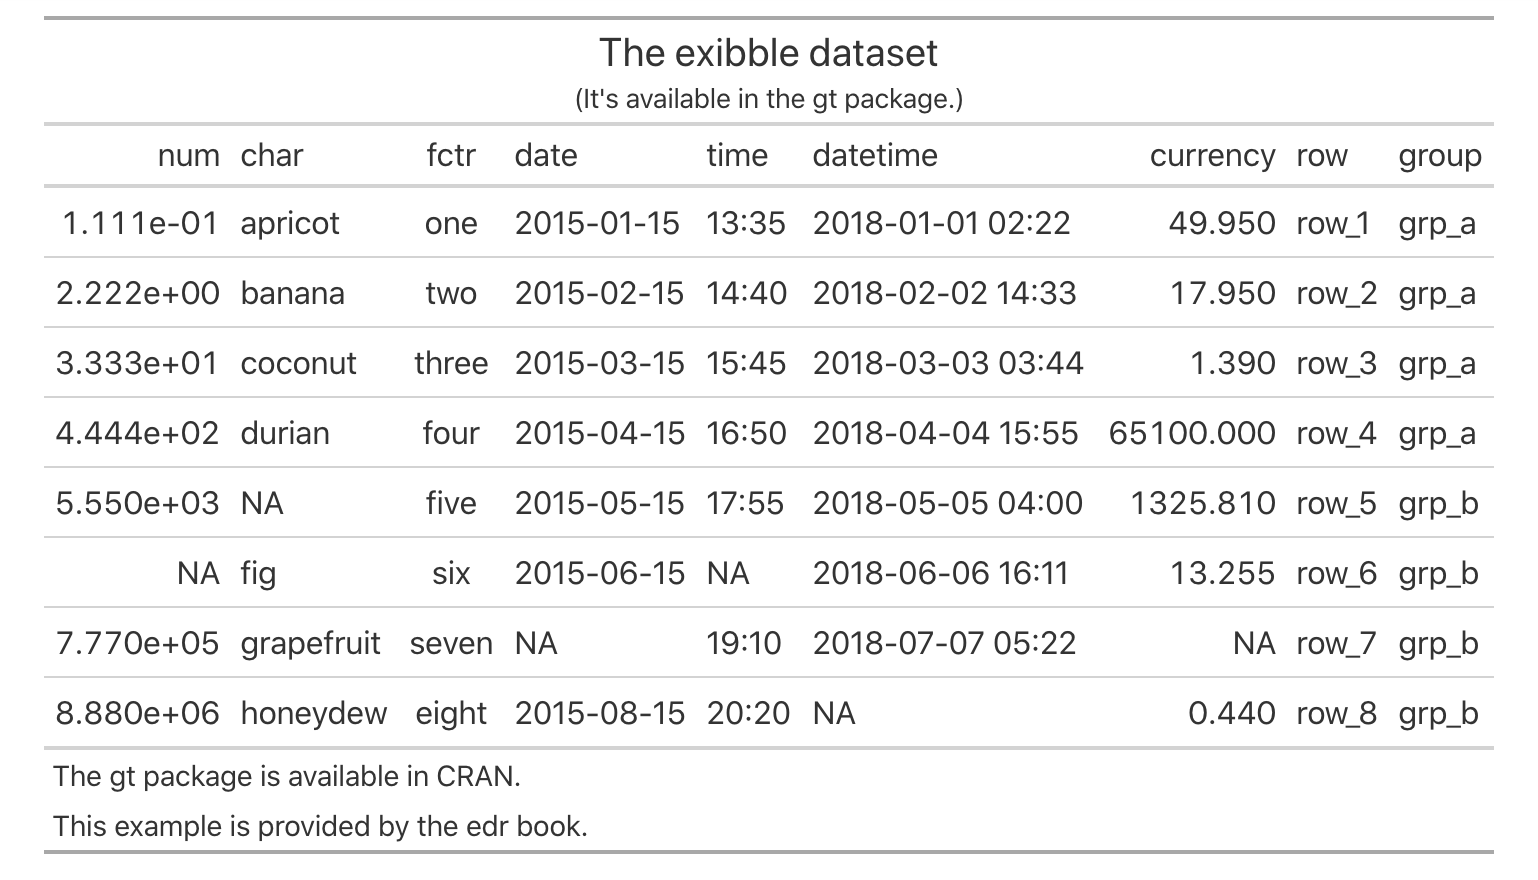 The exibble dataset
(It's available in the gt package.)
num char fctr date time datetime currency row group
1.111e-01 apricot one 2015-01-15 13:35 2018-01-01 02:22 49.950 row_1 grp_a
2.222e+00 banana two 2015-02-15 14:40 2018-02-02 14:33 17.950 row_2 grp_a
3.333e+01 coconut three 2015-03-15 15:45 2018-03-03 03:44 1.390 row_3 grp_a
4.444e+02 durian four 2015-04-15 16:50 2018-04-04 15:55 65100.000 row_4 grp_a
5.550e+03 NA five 2015-05-15 17:55 2018-05-05 04:00 1325.810 row_5 grp_b
NA fig six 2015-06-15 NA 2018-06-06 16:11 13.255 row_6 grp_b
7.770e+05 grapefruit seven NA 19:10 2018-07-07 05:22 NA row_7 grp_b
8.880e+06 honeydew eight 2015-08-15 20:20 NA 0.440 row_8 grp_b
The gt package is available in CRAN.
This example is provided by the edr book.